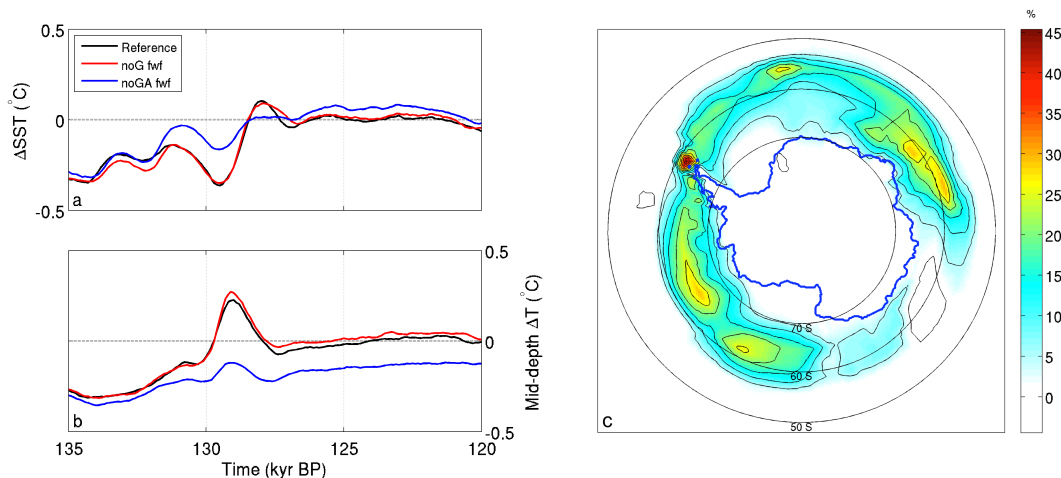 0.5
0
-0.5
ΔSST (°C)
Reference
noG fwf
noGA fwf
a
0.5
0
-0.5
Mid-depth ΔT (°C)
b
135
130
125
120
Time (kyr BP)
70 S
60 S
50 S
c
%
45
40
35
30
25
20
15
10
5
0